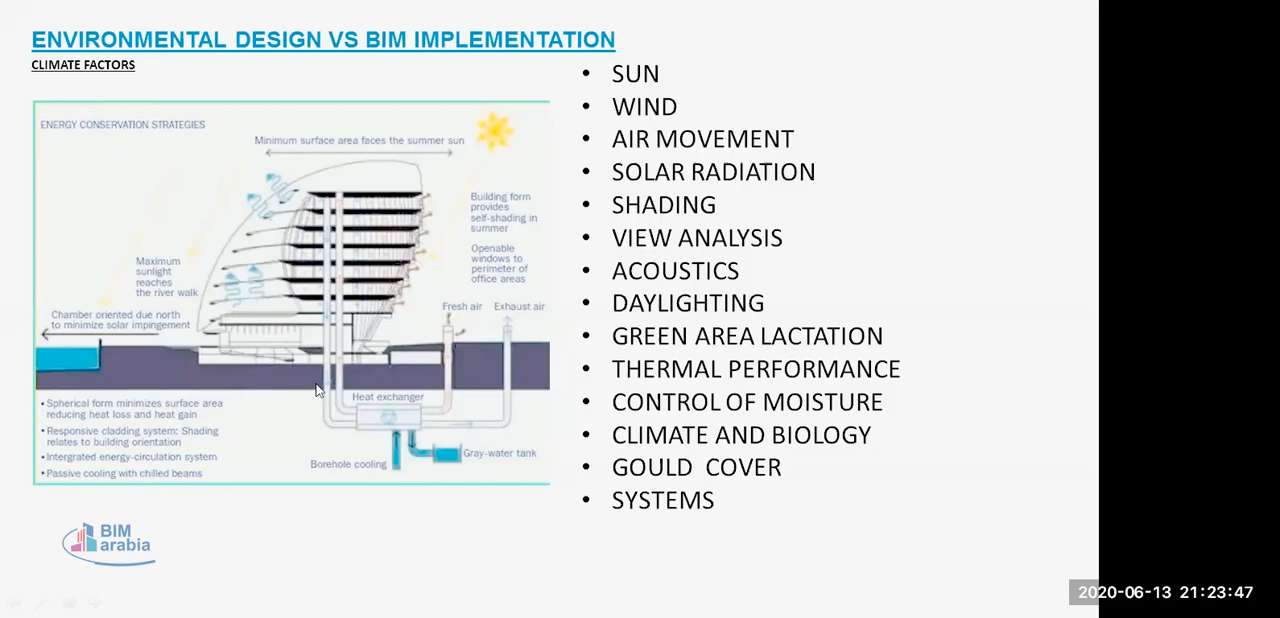 ENVIRONMENTAL DESIGN VS BIM IMPLEMENTATION
CLIMATE FACTORS
ENERGY CONSERVATION STRATEGIES
Minimum surface area faces the summer sun
Building form
provides
self-shading in
summer
Openable
windows to
perimeter of
office areas
Maximum
sunlight
reaches
the river walk
Fresh air
Exhaust air
Chamber oriented due north
to minimize solar impingement
• Spherical form minimizes surface area
reducing heat loss and heat gain
• Responsive cladding system: Shading
relates to building orientation
• Intergrated energy-circulation system
• Passive cooling with chilled beams
Heat exchanger
Borehole cooling
Gray-water tank
• SUN
• WIND
• AIR MOVEMENT
• SOLAR RADIATION
• SHADING
• VIEW ANALYSIS
• ACOUSTICS
• DAYLIGHTING
• GREEN AREA LACTATION
• THERMAL PERFORMANCE
• CONTROL OF MOISTURE
• CLIMATE AND BIOLOGY
• GOULD COVER
• SYSTEMS
BIM
arabia
2020-06-13 21:23:47